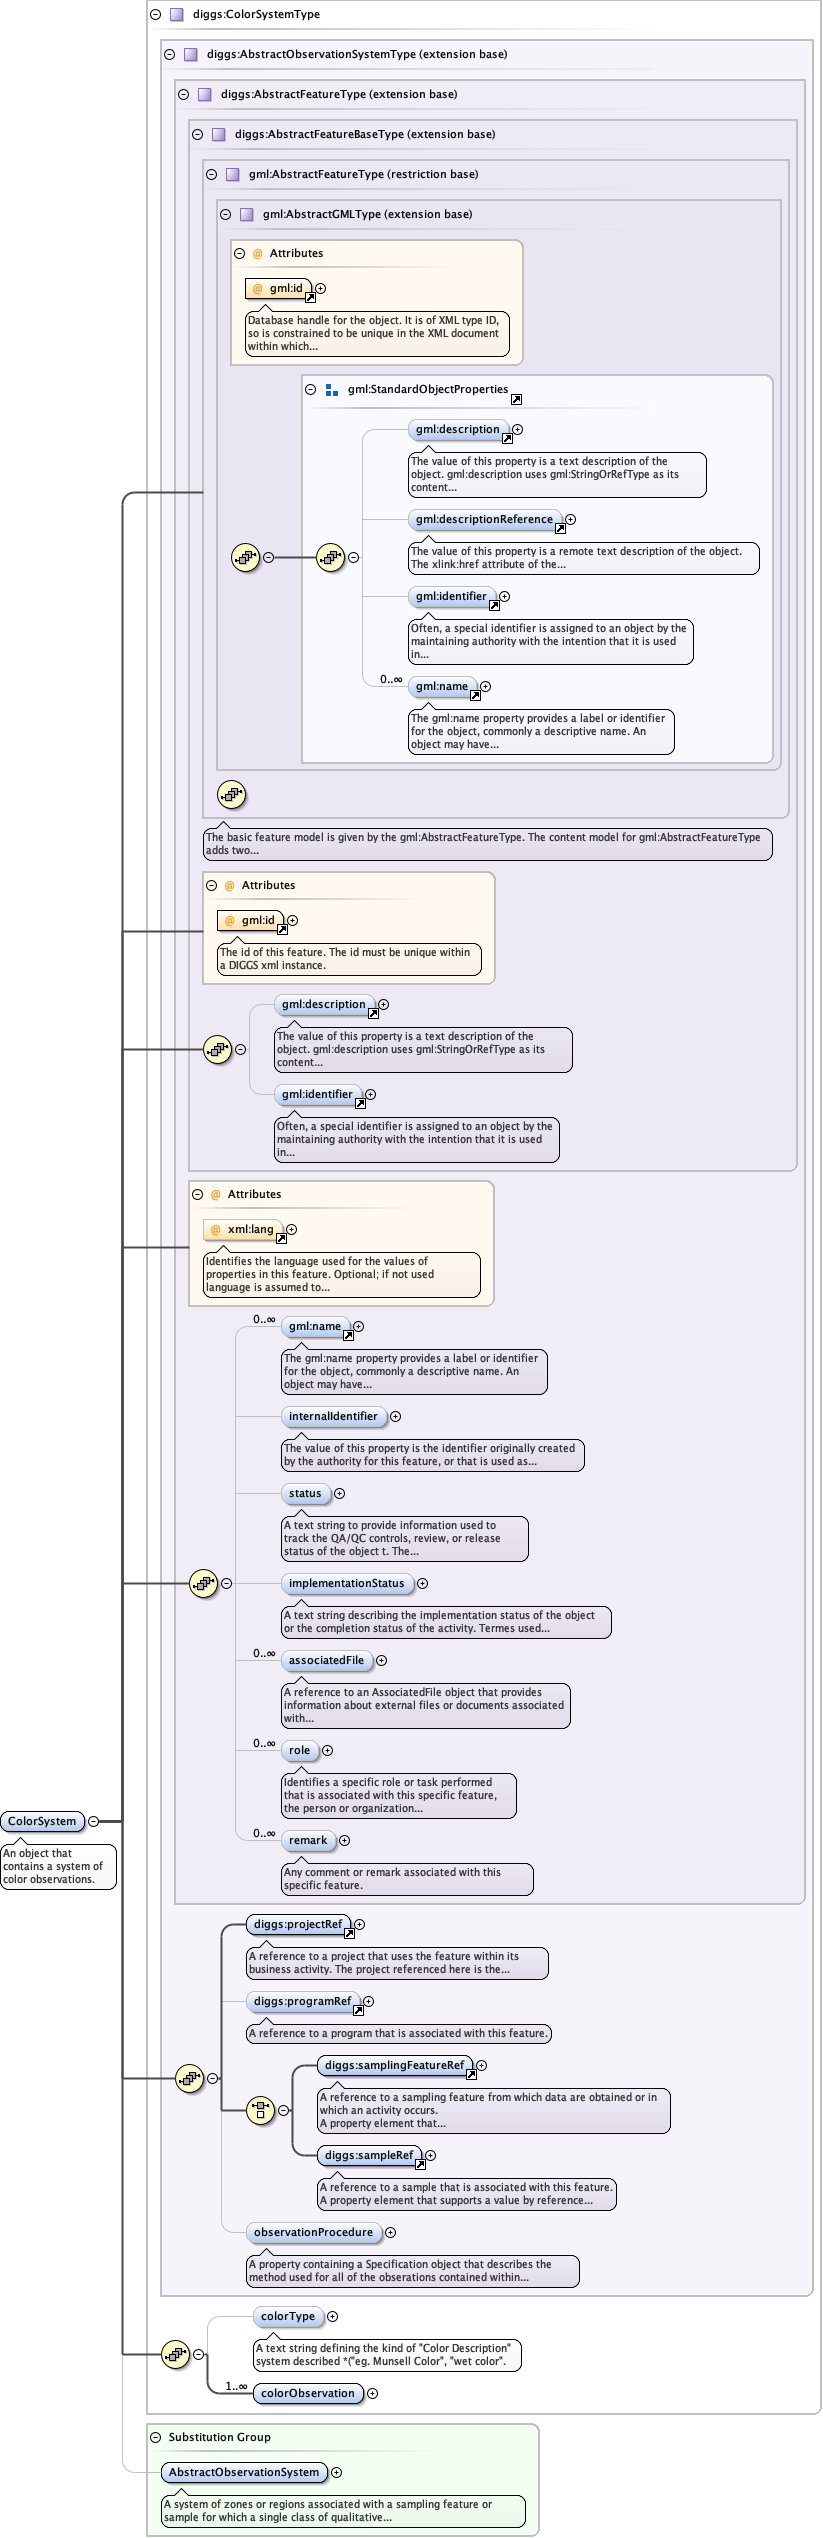 diggs:ColorSystemType
diggs:AbstractObservationSystemType (extension base)
diggs:AbstractFeatureType (extension base)
diggs:AbstractFeatureBaseType (extension base)
gml:AbstractFeatureType (restriction base)
gml:AbstractGMLType (extension base)
@ Attributes
@ gml:id
Database handle for the object. It is of XML type ID,
so is constrained to be unique in the XML document
within which...
gml:StandardObjectProperties
gml:description
The value of this property is a text description of the
object. gml:description uses gml:StringOrRefType as its
content...
gml:descriptionReference
The value of this property is a remote text description of the object.
The xlink:href attribute of the...
gml:identifier
Often, a special identifier is assigned to an object by the
maintaining authority with the intention that it is used
in...
0..∞ gml:name
The gml:name property provides a label or identifier
for the object, commonly a descriptive name. An
object may have...
The basic feature model is given by the gml:AbstractFeatureType. The content model for gml:AbstractFeatureType
adds two...
@ Attributes
@ gml:id
The id of this feature. The id must be unique within
a DIGGS xml instance.
gml:description
The value of this property is a text description of the
object. gml:description uses gml:StringOrRefType as its
content...
gml:identifier
Often, a special identifier is assigned to an object by the
maintaining authority with the intention that it is used
in...
@ Attributes
@ xml:lang
Identifies the language used for the values of
properties in this feature. Optional; if not used
language is assumed to...
0..∞ gml:name
The gml:name property provides a label or identifier
for the object, commonly a descriptive name. An
object may have...
internalIdentifier
The value of this property is the identifier originally created
by the authority for this feature, or that is used as...
status
A text string to provide information used to
track the QA/QC controls, review, or release
status of the object t. The...
implementationStatus
A text string describing the implementation status of the object
or the completion status of the activity. Termes used...
0..∞ associatedFile
A reference to an AssociatedFile object that provides
information about external files or documents associated
with...
0..∞ role
Identifies a specific role or task performed
that is associated with this specific feature,
the person or organization...
0..∞ remark
Any comment or remark associated with this
specific feature.
ColorSystem
An object that
contains a system of
color observations.
diggs:projectRef
A reference to a project that uses the feature within its
business activity. The project referenced here is the...
diggs:programRef
A reference to a program that is associated with this feature.
diggs:samplingFeatureRef
A reference to a sampling feature from which data are obtained or in
which an activity occurs.
A property element that...
diggs:sampleRef
A reference to a sample that is associated with this feature.
A property element that supports a value by reference...
observationProcedure
A property containing a Specification object that describes the
method used for all of the obserations contained within...
colorType
A text string defining the kind of "Color Description"
system described *("eg. Munsell Color", "wet color".
1..∞ colorObservation
Substitution Group
AbstractObservationSystem
A system of zones or regions associated with a sampling feature or
sample for which a single class of qualitative...